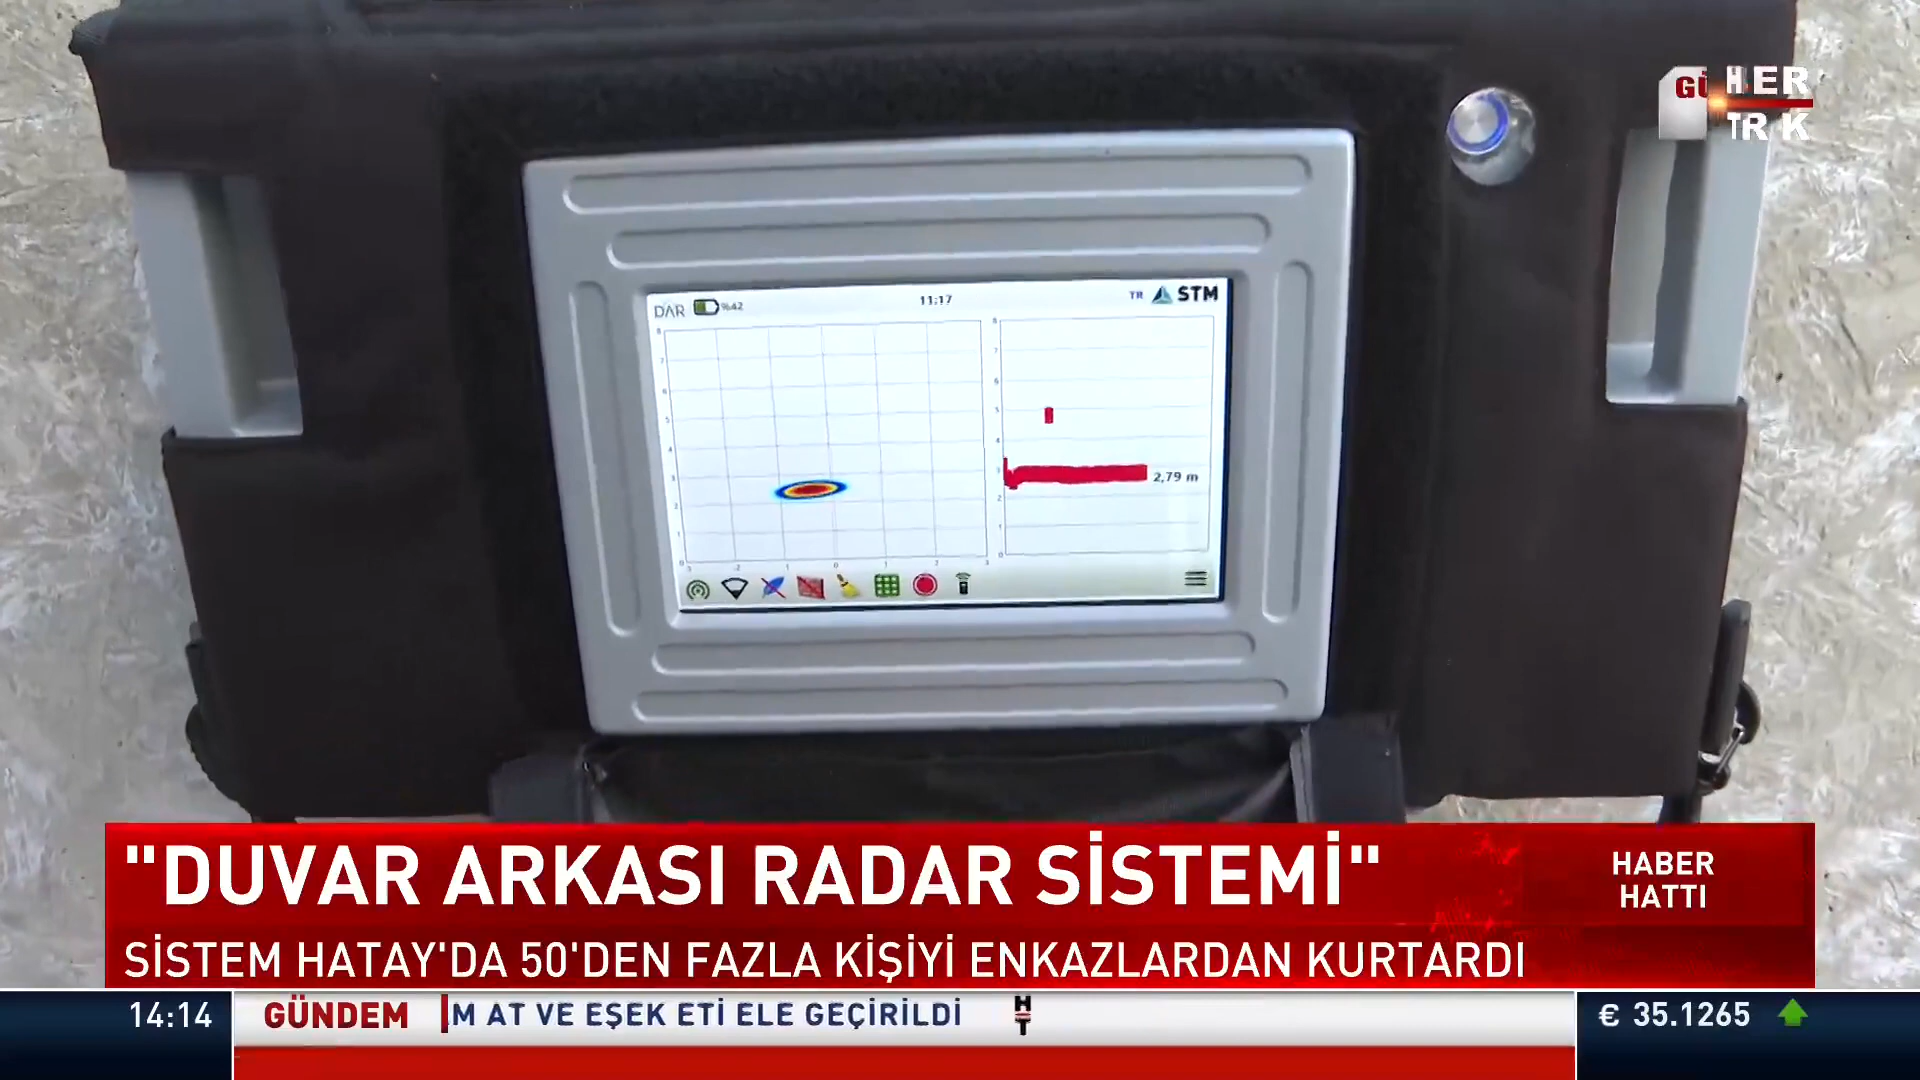 DAR %42
11:17
TR STM
2,79 m
"DUVAR ARKASI RADAR SİSTEMİ"
HABER
HATTI
SİSTEM HATAY'DA 50'DEN FAZLA KİŞİYİ ENKAZLARDAN KURTARDI
14:14
GÜNDEM
M AT VE EŞEK ETİ ELE GEÇİRİLDİ
€ 35.1265